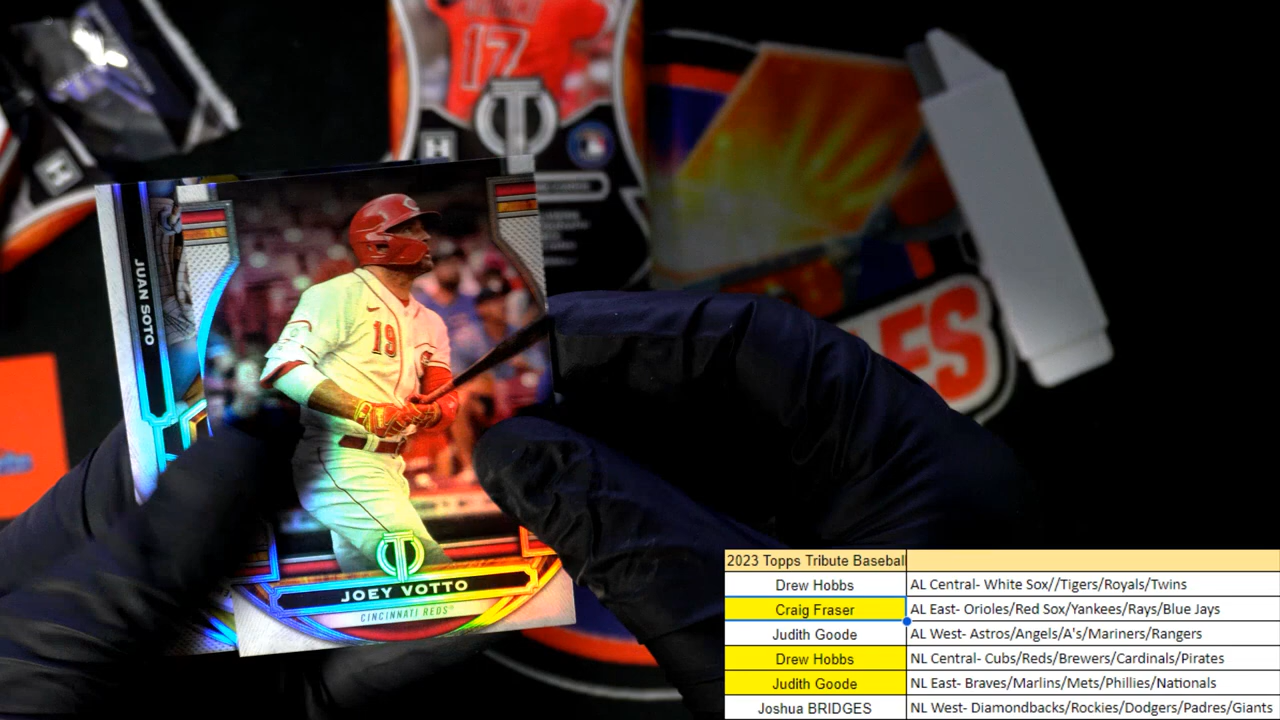 17
H
H
JUAN SOTO
19
JOEY VOTTO
CINCINNATI REDS
ES
2023 Topps Tribute Baseball
Drew Hobbs AL Central- White Sox//Tigers/Royals/Twins
Craig Fraser AL East- Orioles/Red Sox/Yankees/Rays/Blue Jays
Judith Goode AL West- Astros/Angels/A's/Mariners/Rangers
Drew Hobbs NL Central- Cubs/Reds/Brewers/Cardinals/Pirates
Judith Goode NL East- Braves/Marlins/Mets/Phillies/Nationals
Joshua BRIDGES NL West- Diamondbacks/Rockies/Dodgers/Padres/Giants